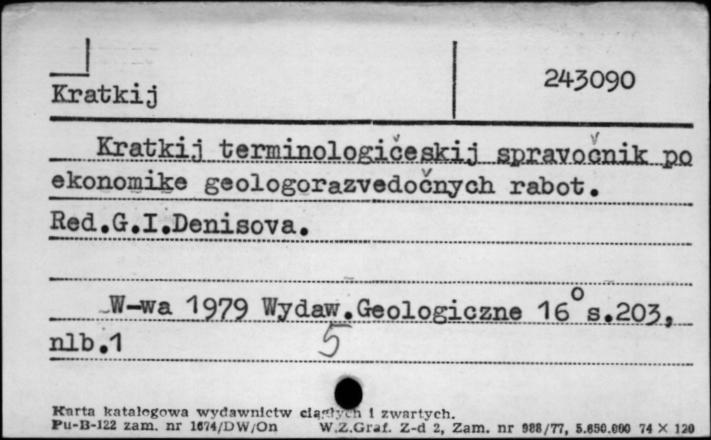 243090
Kratkij
Kratkij terminologičeskij spravočnik po
ekonomike geologorazvedočnych rabot.
Red.G.I.Denisova.
W-wa 1979 Wydaw.Geologiczne 16° s.203,
nlb.1
5
Karta katalogowa wydawnictw ciągłych i zwartych.
Pu-B-122 zam. nr 1674/DW/On W.Z.Graf. Z-d 2, Zam. nr 988/77, 5.650.000 74 X 120